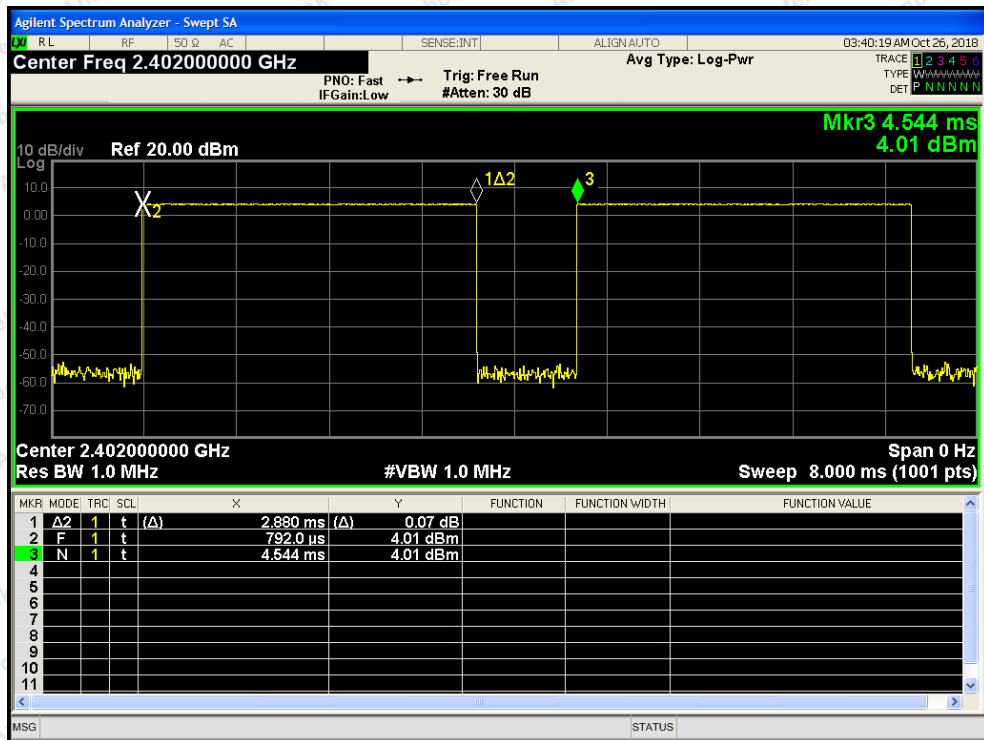 Agilent Spectrum Analyzer - Swept SA
LXI RL RF 50 Ω AC SENSE:INT ALIGNAUTO 03:40:19 AM Oct 26, 2018
Center Freq 2.402000000 GHz Avg Type: Log-Pwr TRACE 1 2 3 4 5 6
PNO: Fast Trig: Free Run TYPE WWWWWW
IFGain:Low #Atten: 30 dB DET P N N N N N
Mkr3 4.544 ms
10 dB/div Ref 20.00 dBm 4.01 dBm
Log
10.0
0.00
-10.0
-20.0
-30.0
-40.0
-50.0
-60.0
-70.0
2
1Δ2
3
Center 2.402000000 GHz Span 0 Hz
Res BW 1.0 MHz #VBW 1.0 MHz Sweep 8.000 ms (1001 pts)
MKR MODE TRC SCL X Y FUNCTION FUNCTION WIDTH FUNCTION VALUE
1 Δ2 1 t (Δ) 2.880 ms (Δ) 0.07 dB
2 F 1 t 792.0 µs 4.01 dBm
3 N 1 t 4.544 ms 4.01 dBm
4
5
6
7
8
9
10
11
MSG STATUS